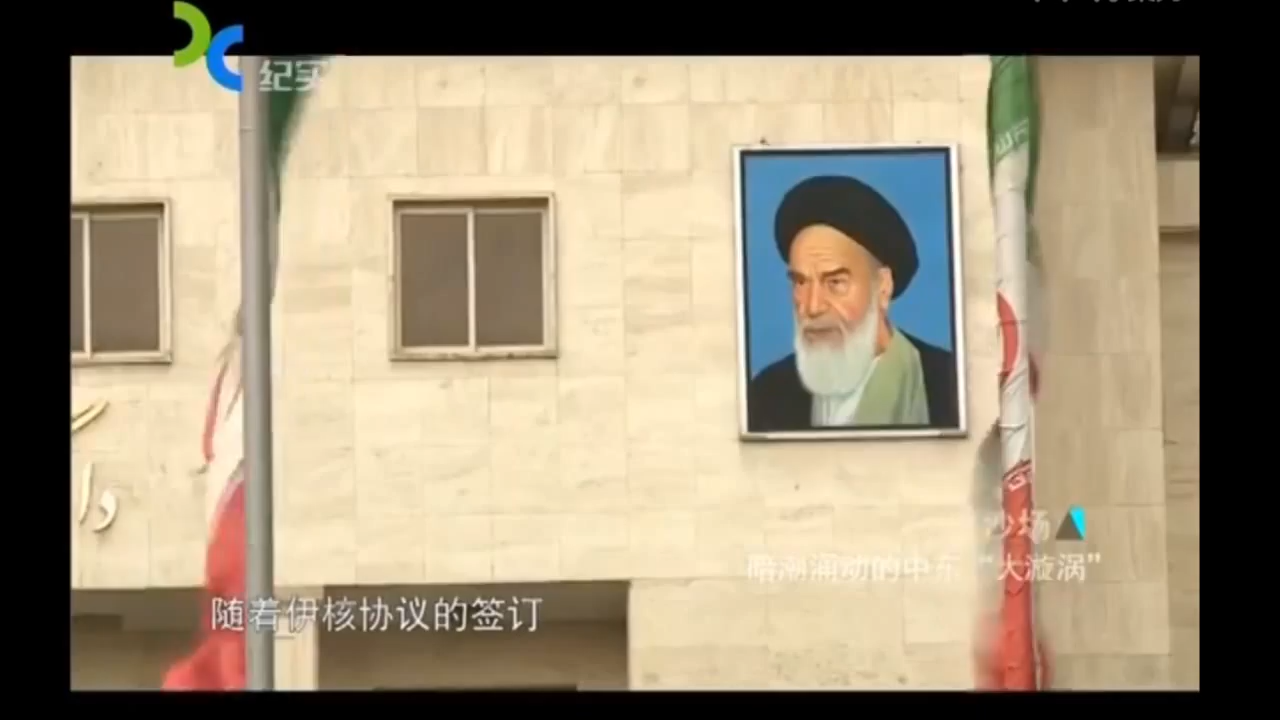 纪实
沙场
暗潮涌动的中东 “大漩涡”
随着伊核协议的签订